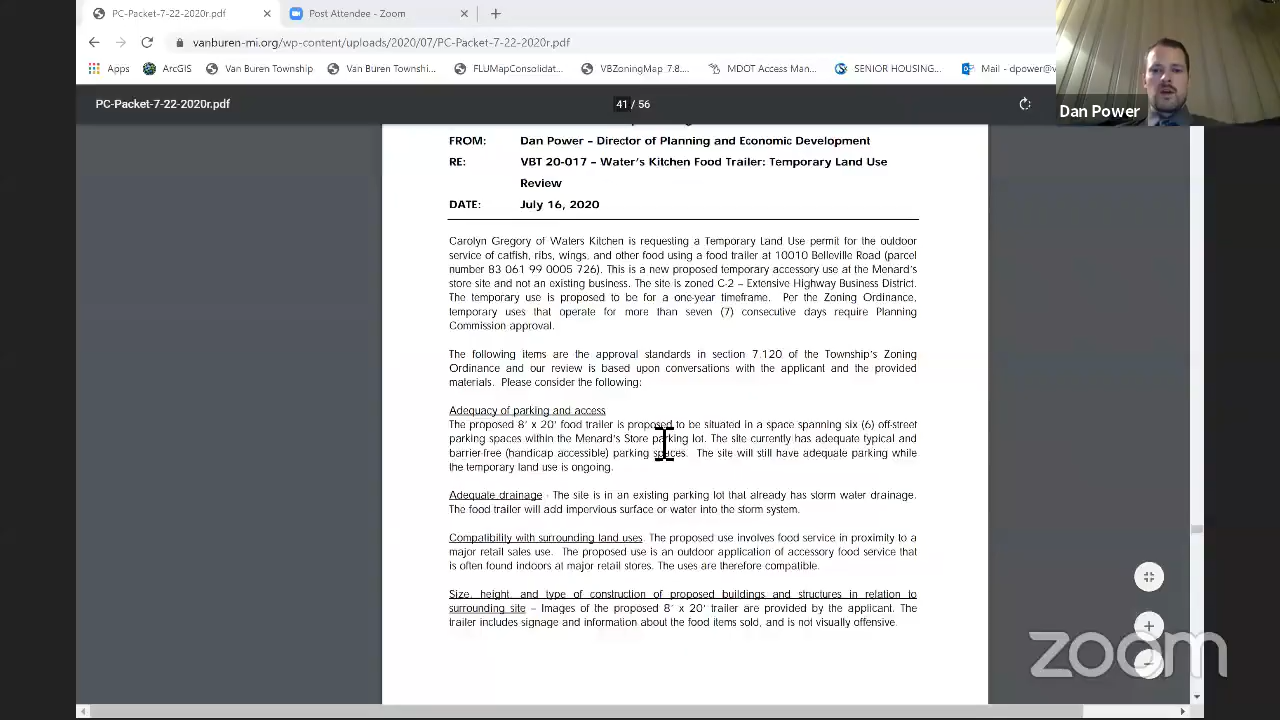 PC-Packet-7-22-2020r.pdf
Post Attendee - Zoom
vanburen-mi.org/wp-content/uploads/2020/07/PC-Packet-7-22-2020r.pdf
Apps
ArcGIS
Van Buren Township
Van Buren Townshi...
FLUMapConsolidat...
VBZoningMap_7.8....
MDOT Access Man...
SENIOR HOUSING...
Mail - dpower@v
Dan Power
PC-Packet-7-22-2020r.pdf
41 / 56
FROM: Dan Power – Director of Planning and Economic Development
RE: VBT 20-017 – Water's Kitchen Food Trailer: Temporary Land Use
Review
DATE: July 16, 2020
Carolyn Gregory of Waters Kitchen is requesting a Temporary Land Use permit for the outdoor
service of catfish, ribs, wings, and other food using a food trailer at 10010 Belleville Road (parcel
number 83 061 99 0005 726). This is a new proposed temporary accessory use at the Menard's
store site and not an existing business. The site is zoned C-2 – Extensive Highway Business District.
The temporary use is proposed to be for a one-year timeframe. Per the Zoning Ordinance,
temporary uses that operate for more than seven (7) consecutive days require Planning
Commission approval.
The following items are the approval standards in section 7.120 of the Township's Zoning
Ordinance and our review is based upon conversations with the applicant and the provided
materials. Please consider the following:
Adequacy of parking and access
The proposed 8' x 20' food trailer is proposed to be situated in a space spanning six (6) off-street
parking spaces within the Menard's Store parking lot. The site currently has adequate typical and
barrier-free (handicap accessible) parking spaces. The site will still have adequate parking while
the temporary land use is ongoing.
Adequate drainage - The site is in an existing parking lot that already has storm water drainage.
The food trailer will add impervious surface or water into the storm system.
Compatibility with surrounding land uses. The proposed use involves food service in proximity to a
major retail sales use. The proposed use is an outdoor application of accessory food service that
is often found indoors at major retail stores. The uses are therefore compatible.
Size, height, and type of construction of proposed buildings and structures in relation to
surrounding site – Images of the proposed 8' x 20' trailer are provided by the applicant. The
trailer includes signage and information about the food items sold, and is not visually offensive.
zoom